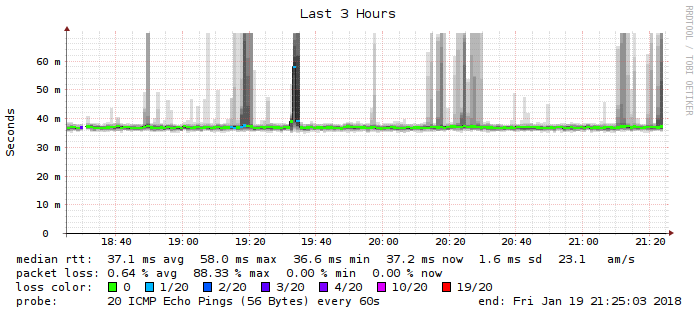 Last 3 Hours
RRDTOOL / TOBI OETIKER
Seconds
60 m
50 m
40 m
30 m
20 m
10 m
0
18:40 19:00 19:20 19:40 20:00 20:20 20:40 21:00 21:20
median rtt: 37.1 ms avg 58.0 ms max 36.6 ms min 37.2 ms now 1.6 ms sd 23.1 am/s
packet loss: 0.64 % avg 88.33 % max 0.00 % min 0.00 % now
loss color: 0 1/20 2/20 3/20 4/20 10/20 19/20
probe: 20 ICMP Echo Pings (56 Bytes) every 60s end: Fri Jan 19 21:25:03 2018